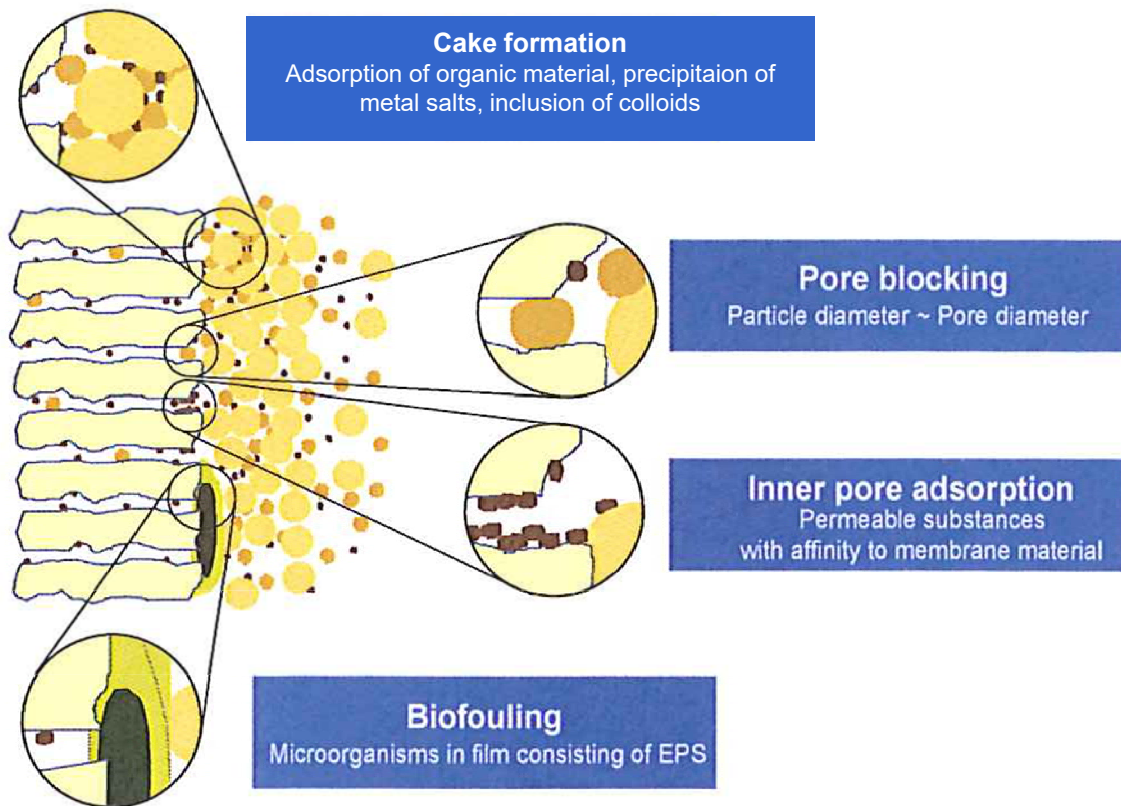 Cake formation
Adsorption of organic material, precipitaion of
metal salts, inclusion of colloids
Pore blocking
Particle diameter ~ Pore diameter
Inner pore adsorption
Permeable substances
with affinity to membrane material
Biofouling
Microorganisms in film consisting of EPS